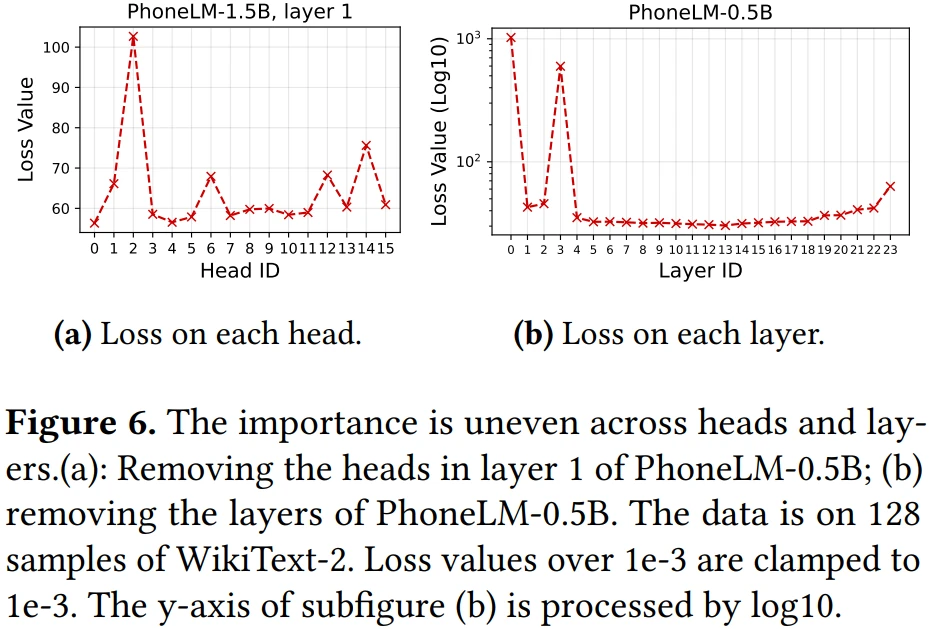 PhoneLM-1.5B, layer 1
Loss Value
100
90
80
70
60
0 1 2 3 4 5 6 7 8 9 10 11 12 13 14 15
Head ID
(a) Loss on each head.
PhoneLM-0.5B
Loss Value (Log10)
10³
10²
0 1 2 3 4 5 6 7 8 9 10 11 12 13 14 15 16 17 18 19 20 21 22 23
Layer ID
(b) Loss on each layer.
Figure 6. The importance is uneven across heads and lay-
ers.(a): Removing the heads in layer 1 of PhoneLM-0.5B; (b)
removing the layers of PhoneLM-0.5B. The data is on 128
samples of WikiText-2. Loss values over 1e-3 are clamped to
1e-3. The y-axis of subfigure (b) is processed by log10.